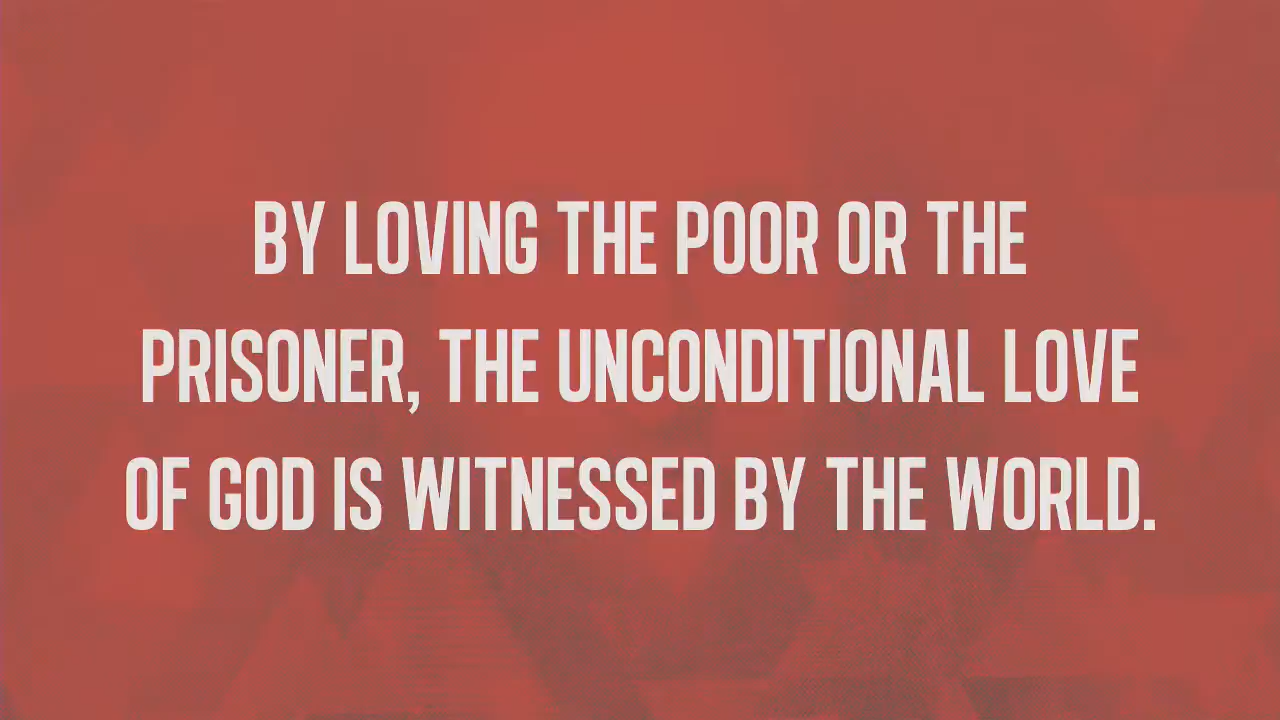 BY LOVING THE POOR OR THE
PRISONER, THE UNCONDITIONAL LOVE
OF GOD IS WITNESSED BY THE WORLD.